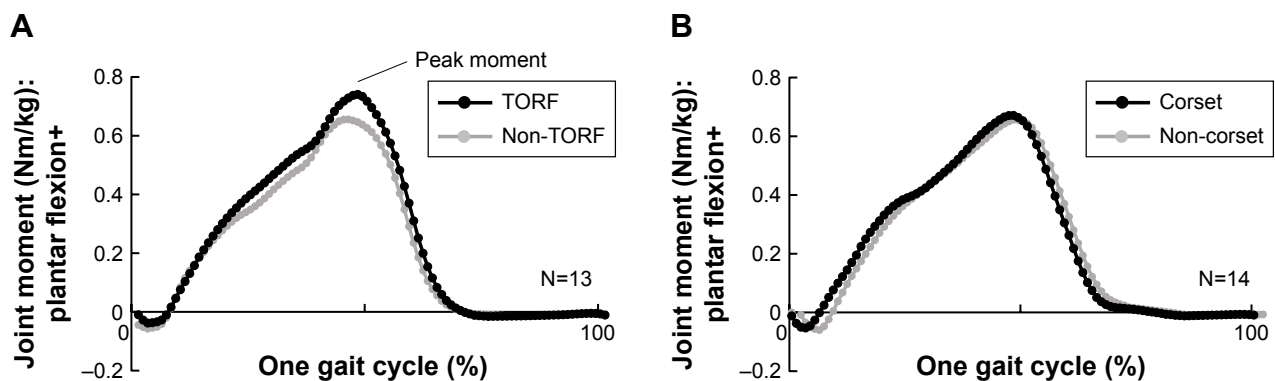 A
Joint moment (Nm/kg):
plantar flexion+
0.8
0.6
0.4
0.2
0
–0.2
0
100
One gait cycle (%)
Peak moment
TORF
Non-TORF
N=13
B
Joint moment (Nm/kg):
plantar flexion+
0.8
0.6
0.4
0.2
0
–0.2
0
100
One gait cycle (%)
Corset
Non-corset
N=14